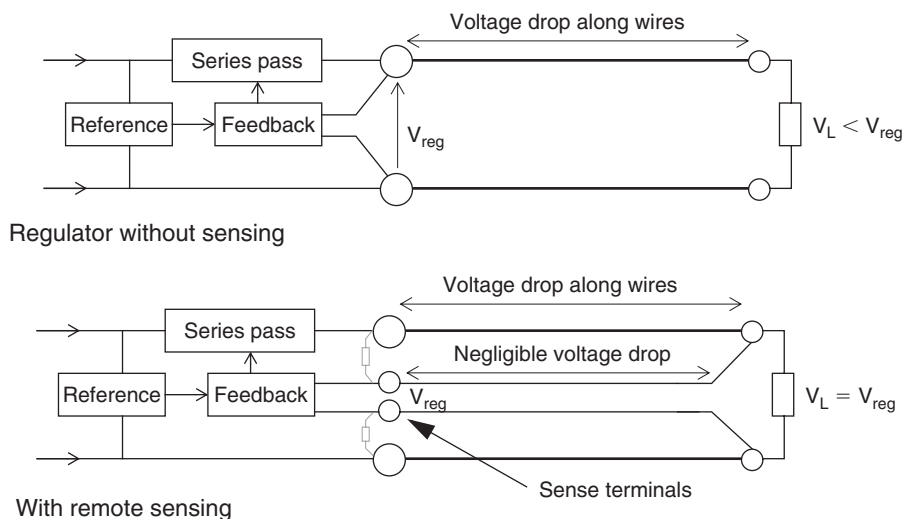 Voltage drop along wires
Series pass
Reference
Feedback
V_reg
V_L < V_reg
Regulator without sensing
Voltage drop along wires
Series pass
Negligible voltage drop
Reference
Feedback
V_reg
V_L = V_reg
Sense terminals
With remote sensing